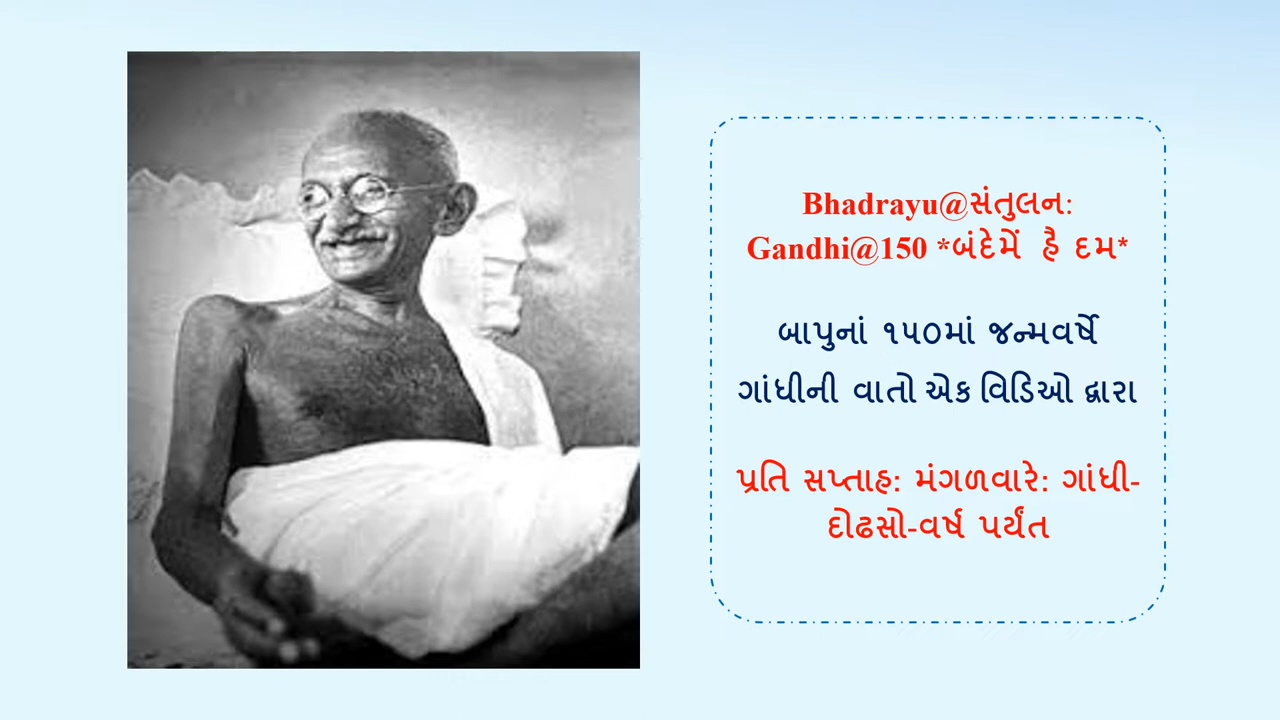 Bhadrayu@સંતુલન:
Gandhi@150 *બંદેમેં હૈ દમ*
બાપુનાં ૧૫૦માં જન્મવર્ષે
ગાંધીની વાતો એક વિડિઓ દ્વારા
પ્રતિ સપ્તાહ: મંગળવારે: ગાંધી-
દોઢસો-વર્ષ પર્યંત